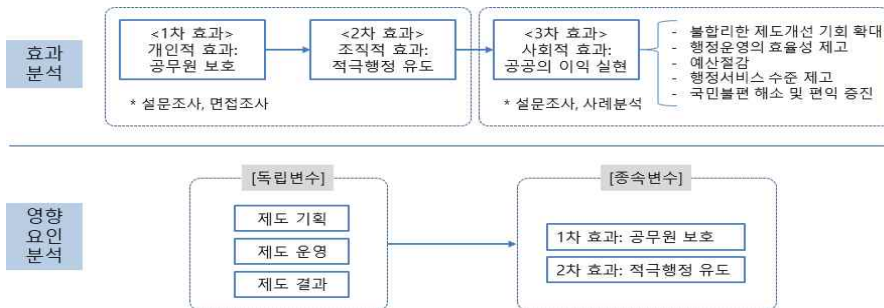 효과
분석
<1차 효과>
개인적 효과:
공무원 보호
<2차 효과>
조직적 효과:
적극행정 유도
* 설문조사, 면접조사
<3차 효과>
사회적 효과:
공공의 이익 실현
* 설문조사, 사례분석
- 불합리한 제도개선 기회 확대
- 행정운영의 효율성 제고
- 예산절감
- 행정서비스 수준 제고
- 국민불편 해소 및 편익 증진
영향
요인
분석
[독립변수]
제도 기획
제도 운영
제도 결과
[종속변수]
1차 효과: 공무원 보호
2차 효과: 적극행정 유도